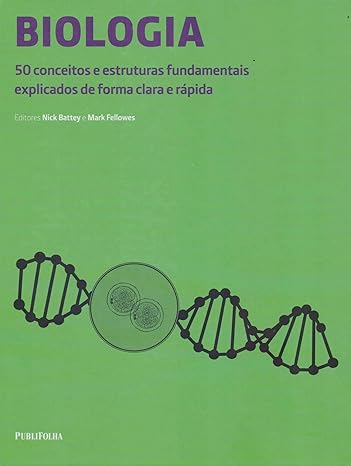 BIOLOGIA
50 conceitos e estruturas fundamentais
explicados de forma clara e rápida
Editores Nick Battey e Mark Fellowes
PUBLIFOLHA